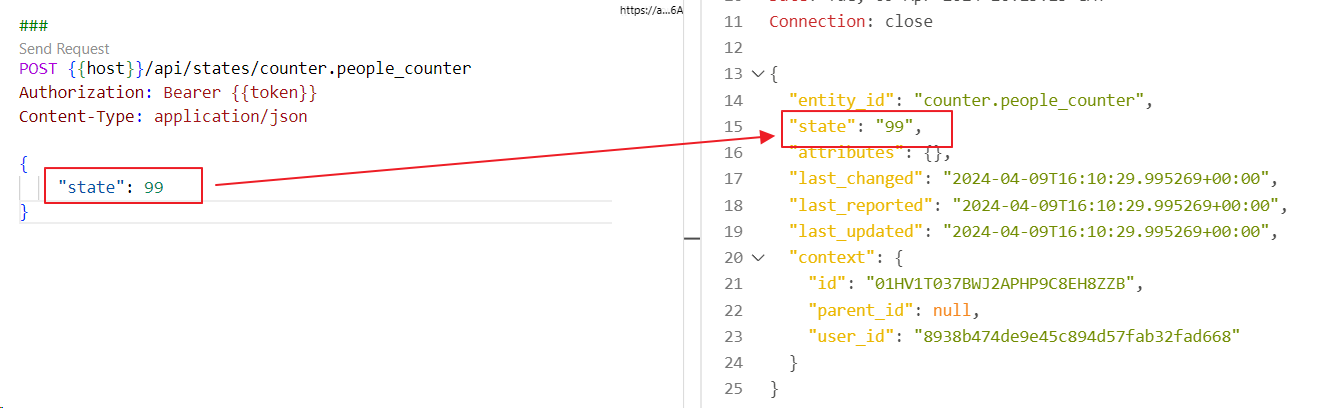 https://a...6A
###
Send Request
POST {{host}}/api/states/counter.people_counter
Authorization: Bearer {{token}}
Content-Type: application/json
{
"state": 99
}
11 Connection: close
12
13 {
14 "entity_id": "counter.people_counter",
15 "state": "99",
16 "attributes": {},
17 "last_changed": "2024-04-09T16:10:29.995269+00:00",
18 "last_reported": "2024-04-09T16:10:29.995269+00:00",
19 "last_updated": "2024-04-09T16:10:29.995269+00:00",
20 "context": {
21 "id": "01HV1T037BWJ2APHP9C8EH8ZZB",
22 "parent_id": null,
23 "user_id": "8938b474de9e45c894d57fab32fad668"
24 }
25 }